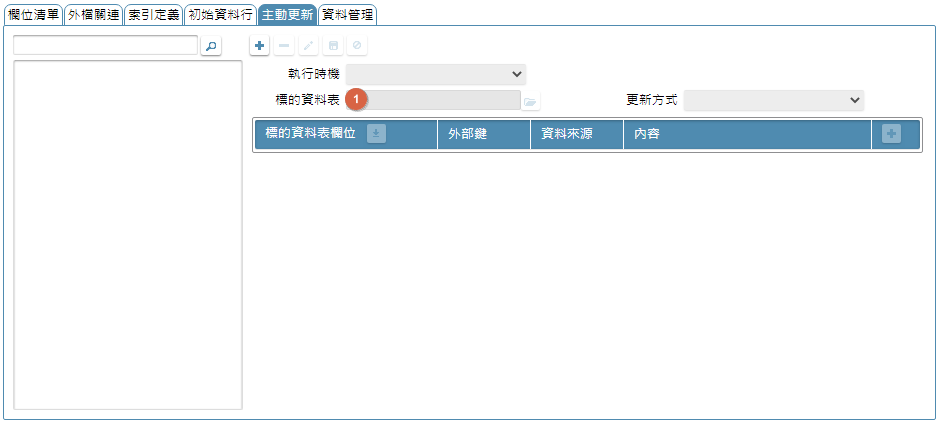 欄位清單 外檔關連 索引定義 初始資料行 主動更新 資料管理
執行時機
標的資料表 1 更新方式
標的資料表欄位 外部鍵 資料來源 內容